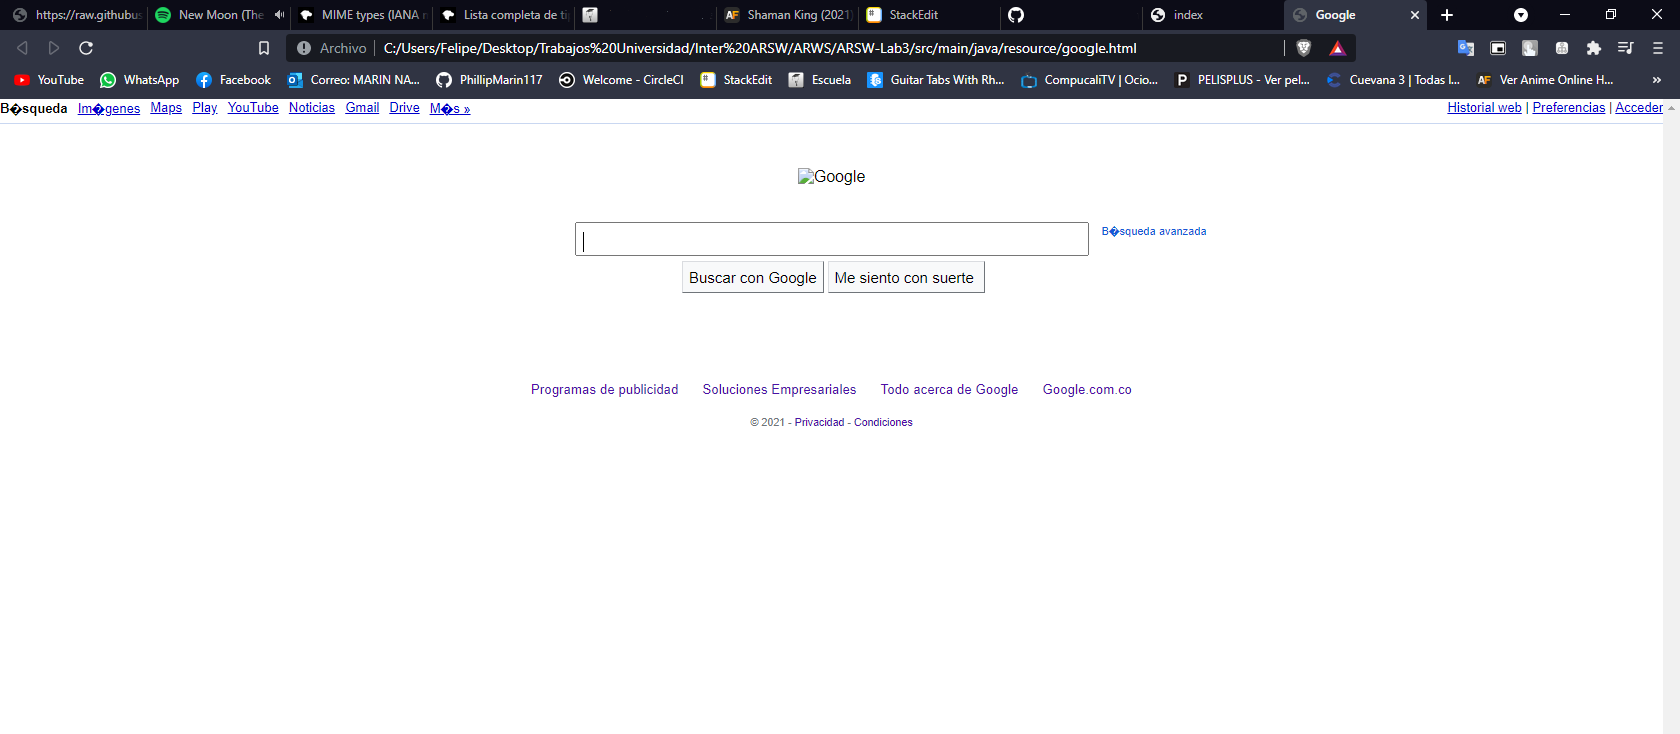 https://raw.githubus
New Moon (The
MIME types (IANA m
Lista completa de tip
AF Shaman King (2021)
StackEdit
index
Google
Archivo
C:/Users/Felipe/Desktop/Trabajos%20Universidad/Inter%20ARSW/ARWS/ARSW-Lab3/src/main/java/resource/google.html
YouTube
WhatsApp
Facebook
Correo: MARIN NA...
PhillipMarin117
Welcome - CircleCI
StackEdit
Escuela
Guitar Tabs With Rh...
CompucaliTV | Ocio...
P PELISPLUS - Ver pel...
Cuevana 3 | Todas l...
AF Ver Anime Online H...
»
B�squeda Im�genes Maps Play YouTube Noticias Gmail Drive M�s »
Historial web | Preferencias | Acceder
Google
B�squeda avanzada
Buscar con Google
Me siento con suerte
Programas de publicidad Soluciones Empresariales Todo acerca de Google Google.com.co
© 2021 - Privacidad - Condiciones